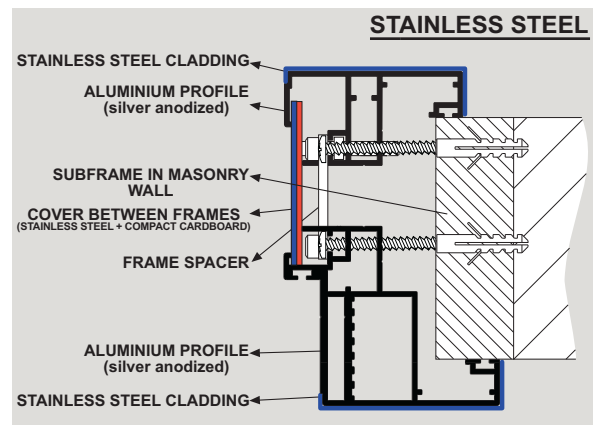 STAINLESS STEEL
STAINLESS STEEL CLADDING
ALUMINIUM PROFILE
(silver anodized)
SUBFRAME IN MASONRY
WALL
COVER BETWEEN FRAMES
(STAINLESS STEEL + COMPACT CARDBOARD)
FRAME SPACER
ALUMINIUM PROFILE
(silver anodized)
STAINLESS STEEL CLADDING